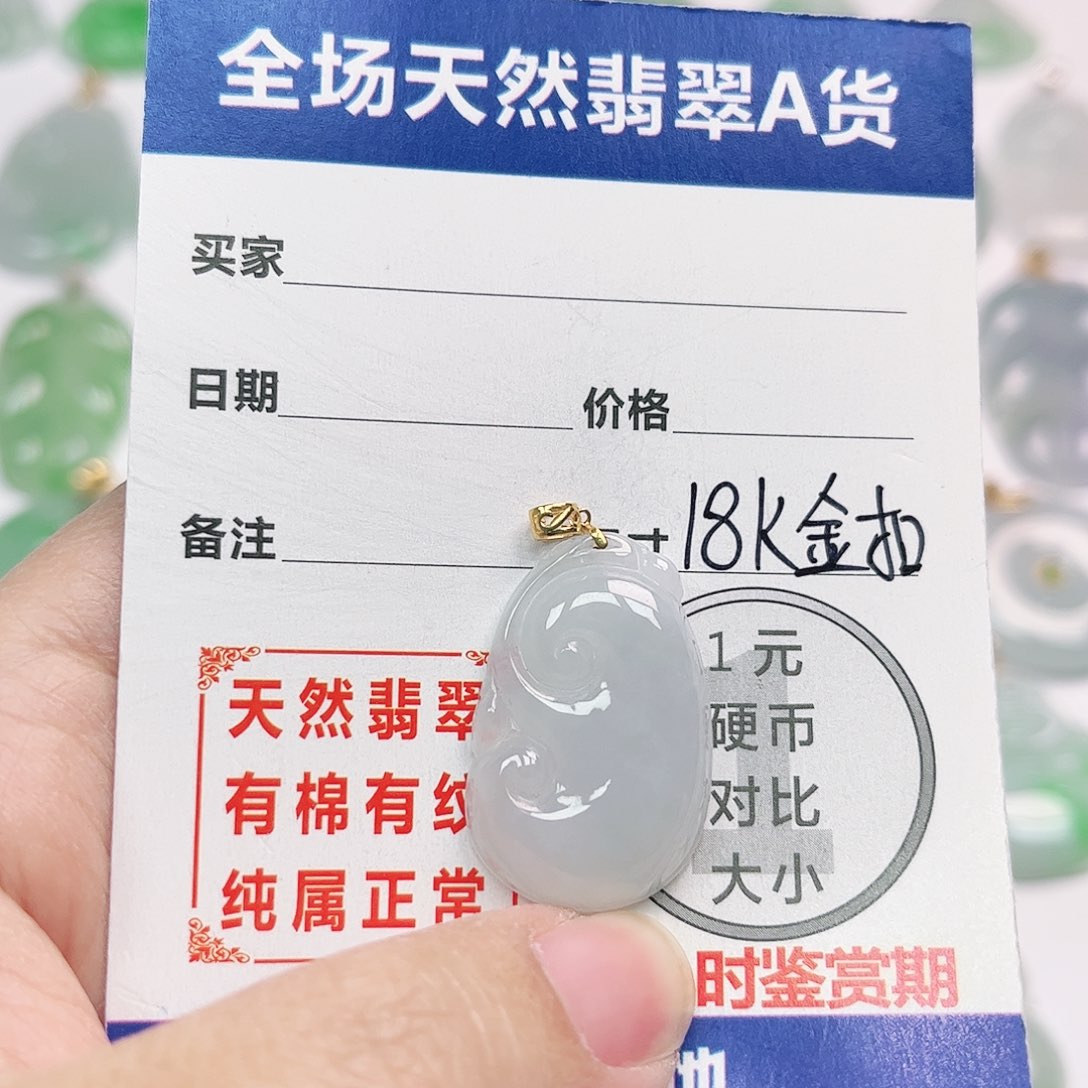 全场天然翡翠A货
买家
日期 价格
备注 18K金扣
天然翡翠
有棉有纹
纯属正常
1元
硬币
对比
大小
时鉴赏期